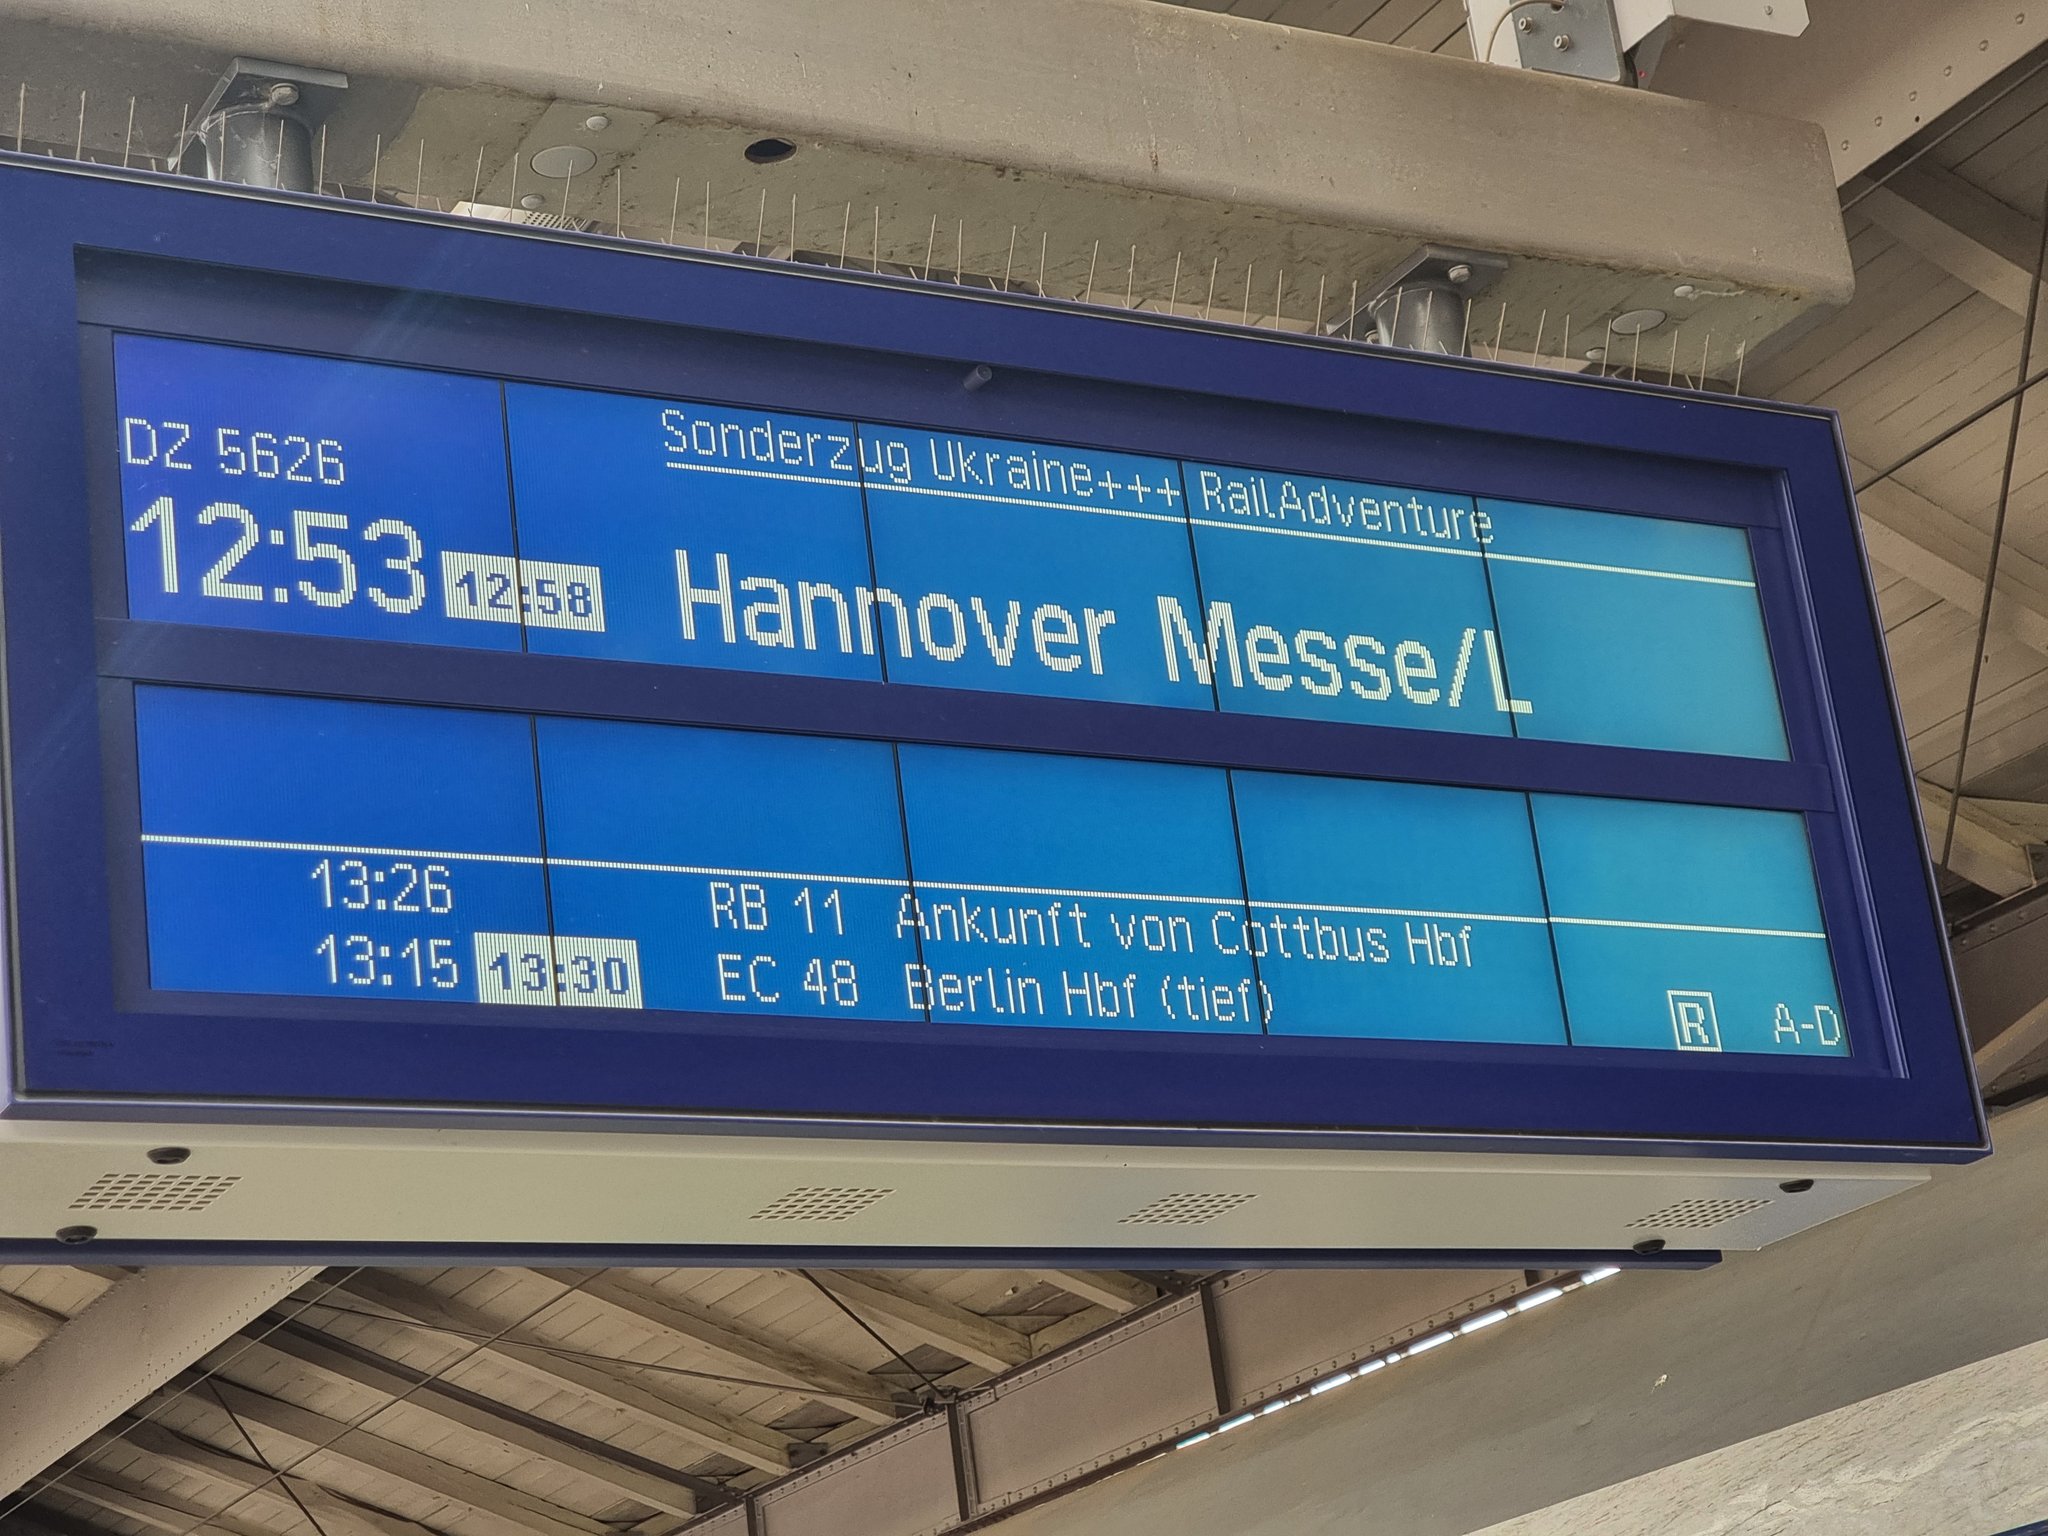 DZ 5626
Sonderzug Ukraine+++ RailAdventure
12:53 12:58 Hannover Messe/L
13:26 RB 11 Ankunft von Cottbus Hbf
13:15 13:30 EC 48 Berlin Hbf (tief) R A-D